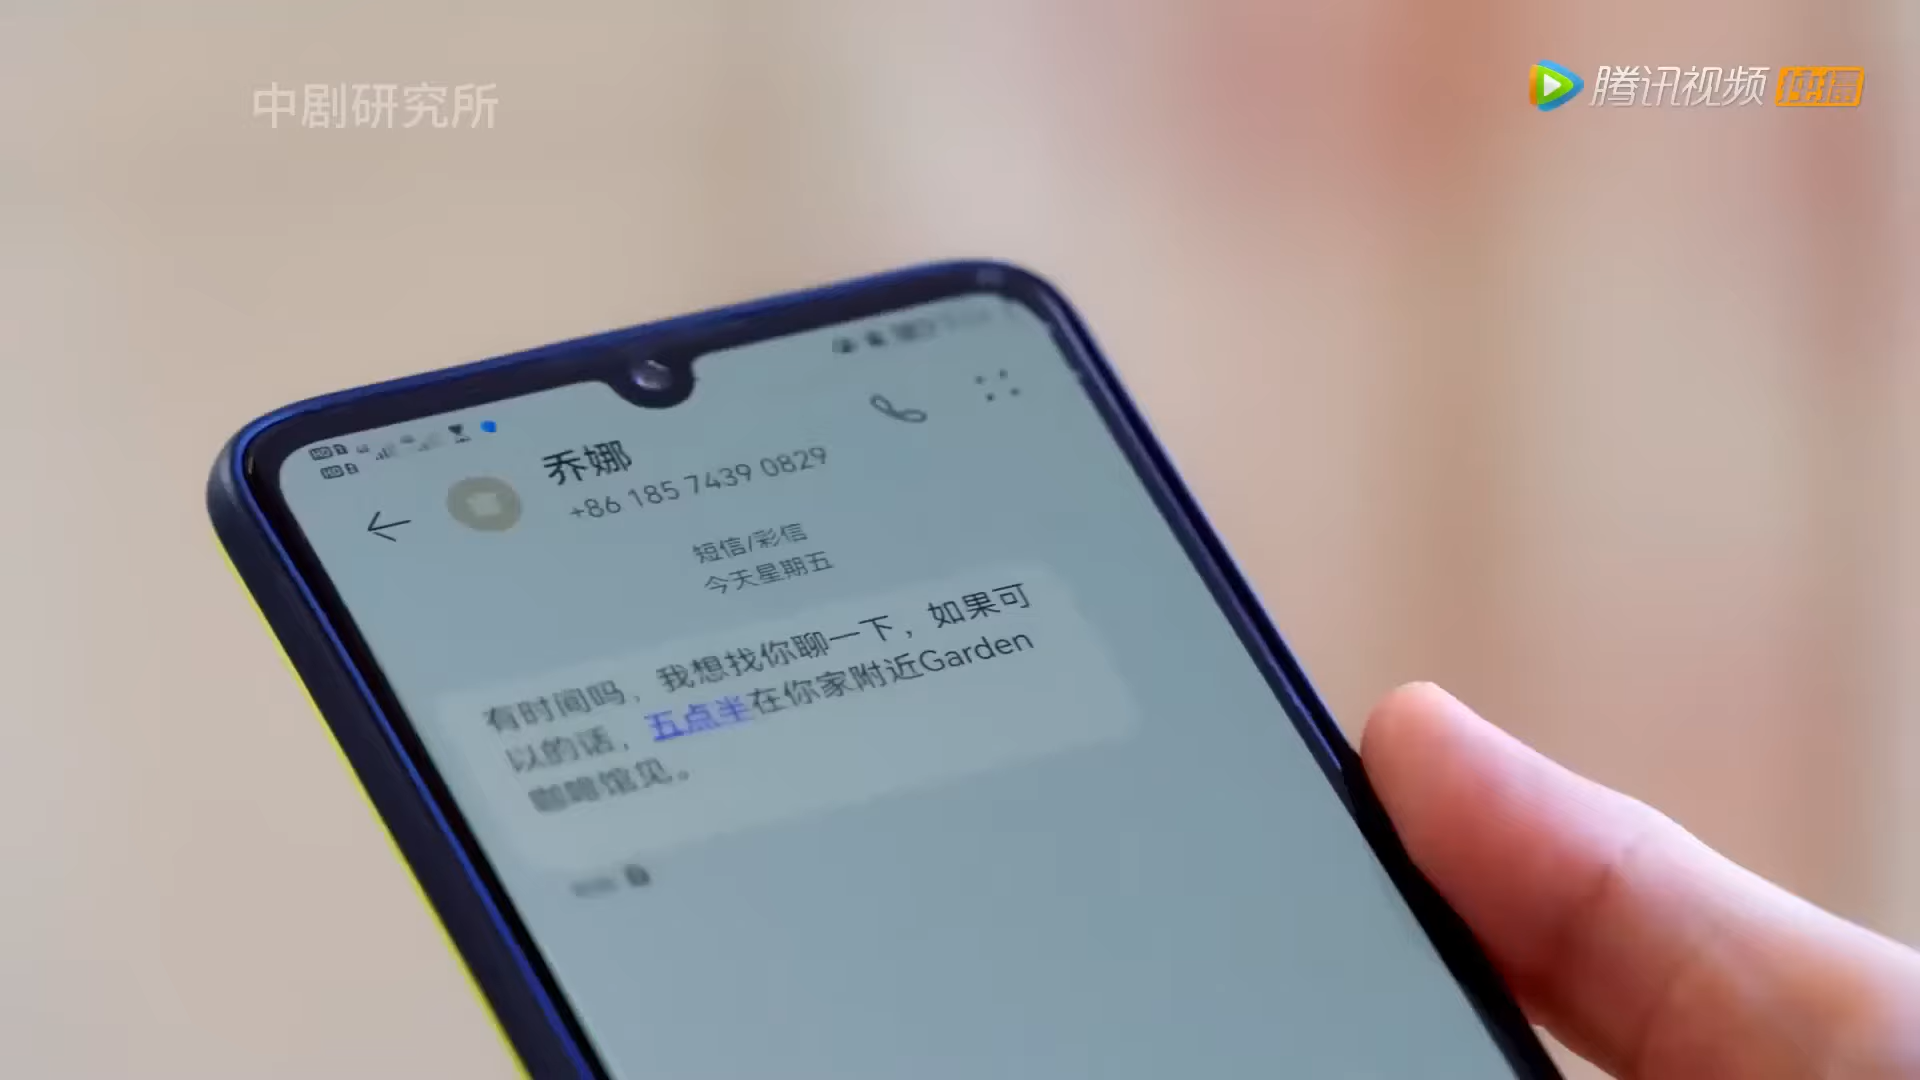 中剧研究所
腾讯视频
独播
乔娜
+86 185 7439 0829
短信/彩信
今天星期五
有时间吗，我想找你聊一下，如果可
以的话，五点半在你家附近Garden
咖啡馆见。